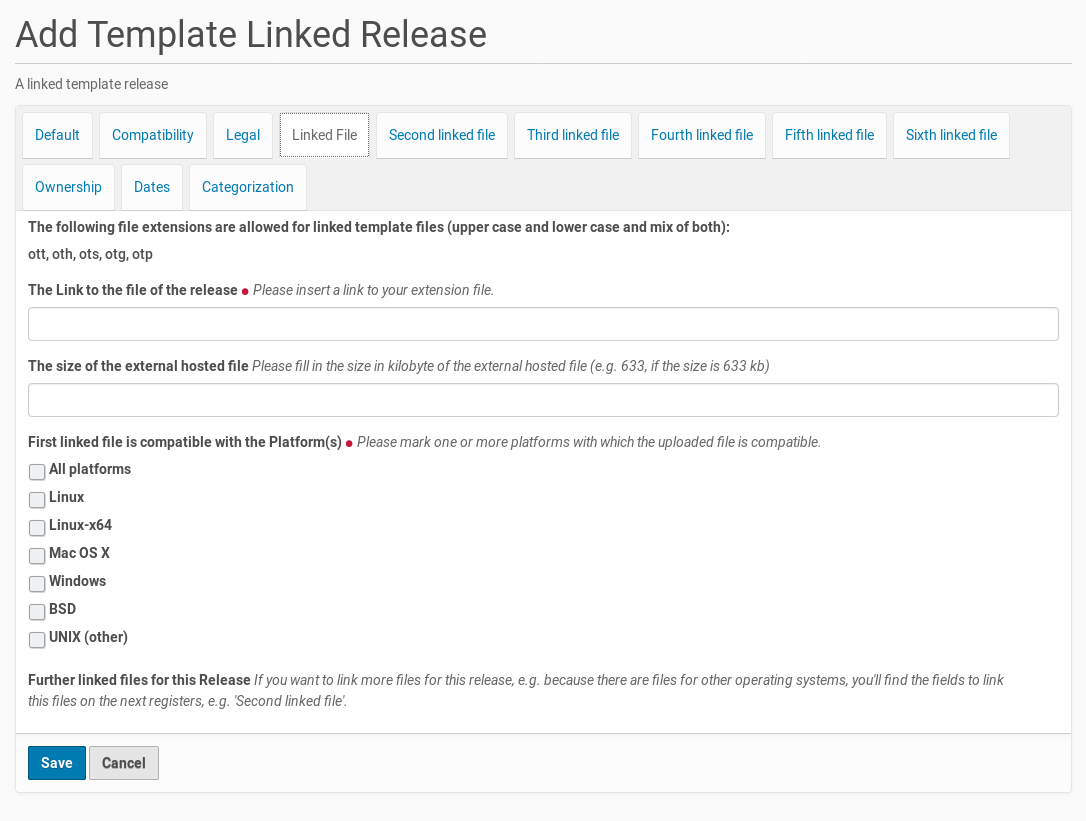 Add Template Linked Release
A linked template release
Default Compatibility Legal Linked File Second linked file Third linked file Fourth linked file Fifth linked file Sixth linked file
Ownership Dates Categorization
The following file extensions are allowed for linked template files (upper case and lower case and mix of both):
ott, oth, ots, otg, otp
The Link to the file of the release Please insert a link to your extension file.
The size of the external hosted file Please fill in the size in kilobyte of the external hosted file (e.g. 633, if the size is 633 kb)
First linked file is compatible with the Platform(s) Please mark one or more platforms with which the uploaded file is compatible.
All platforms
Linux
Linux-x64
Mac OS X
Windows
BSD
UNIX (other)
Further linked files for this Release If you want to link more files for this release, e.g. because there are files for other operating systems, you'll find the fields to link
this files on the next registers, e.g. 'Second linked file'.
Save Cancel